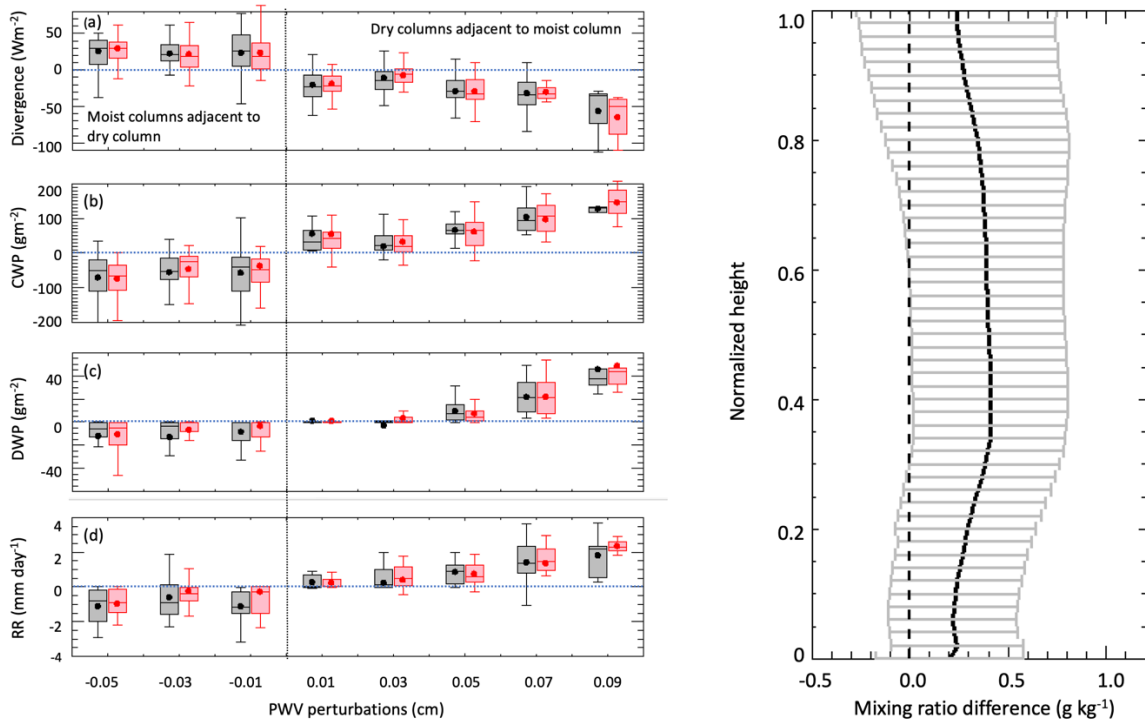 (a)
Dry columns adjacent to moist column
Moist columns adjacent to
dry column
Divergence (Wm⁻²)
50
0
-50
-100
(b)
CWP (gm⁻²)
200
100
0
-100
-200
(c)
DWP (gm⁻²)
40
0
-40
(d)
RR (mm day⁻¹)
4
2
0
-2
-4
-0.05 -0.03 -0.01 0.01 0.03 0.05 0.07 0.09
PWV perturbations (cm)
Normalized height
1.0
0.8
0.6
0.4
0.2
0
-0.5 0.0 0.5 1.0
Mixing ratio difference (g kg⁻¹)